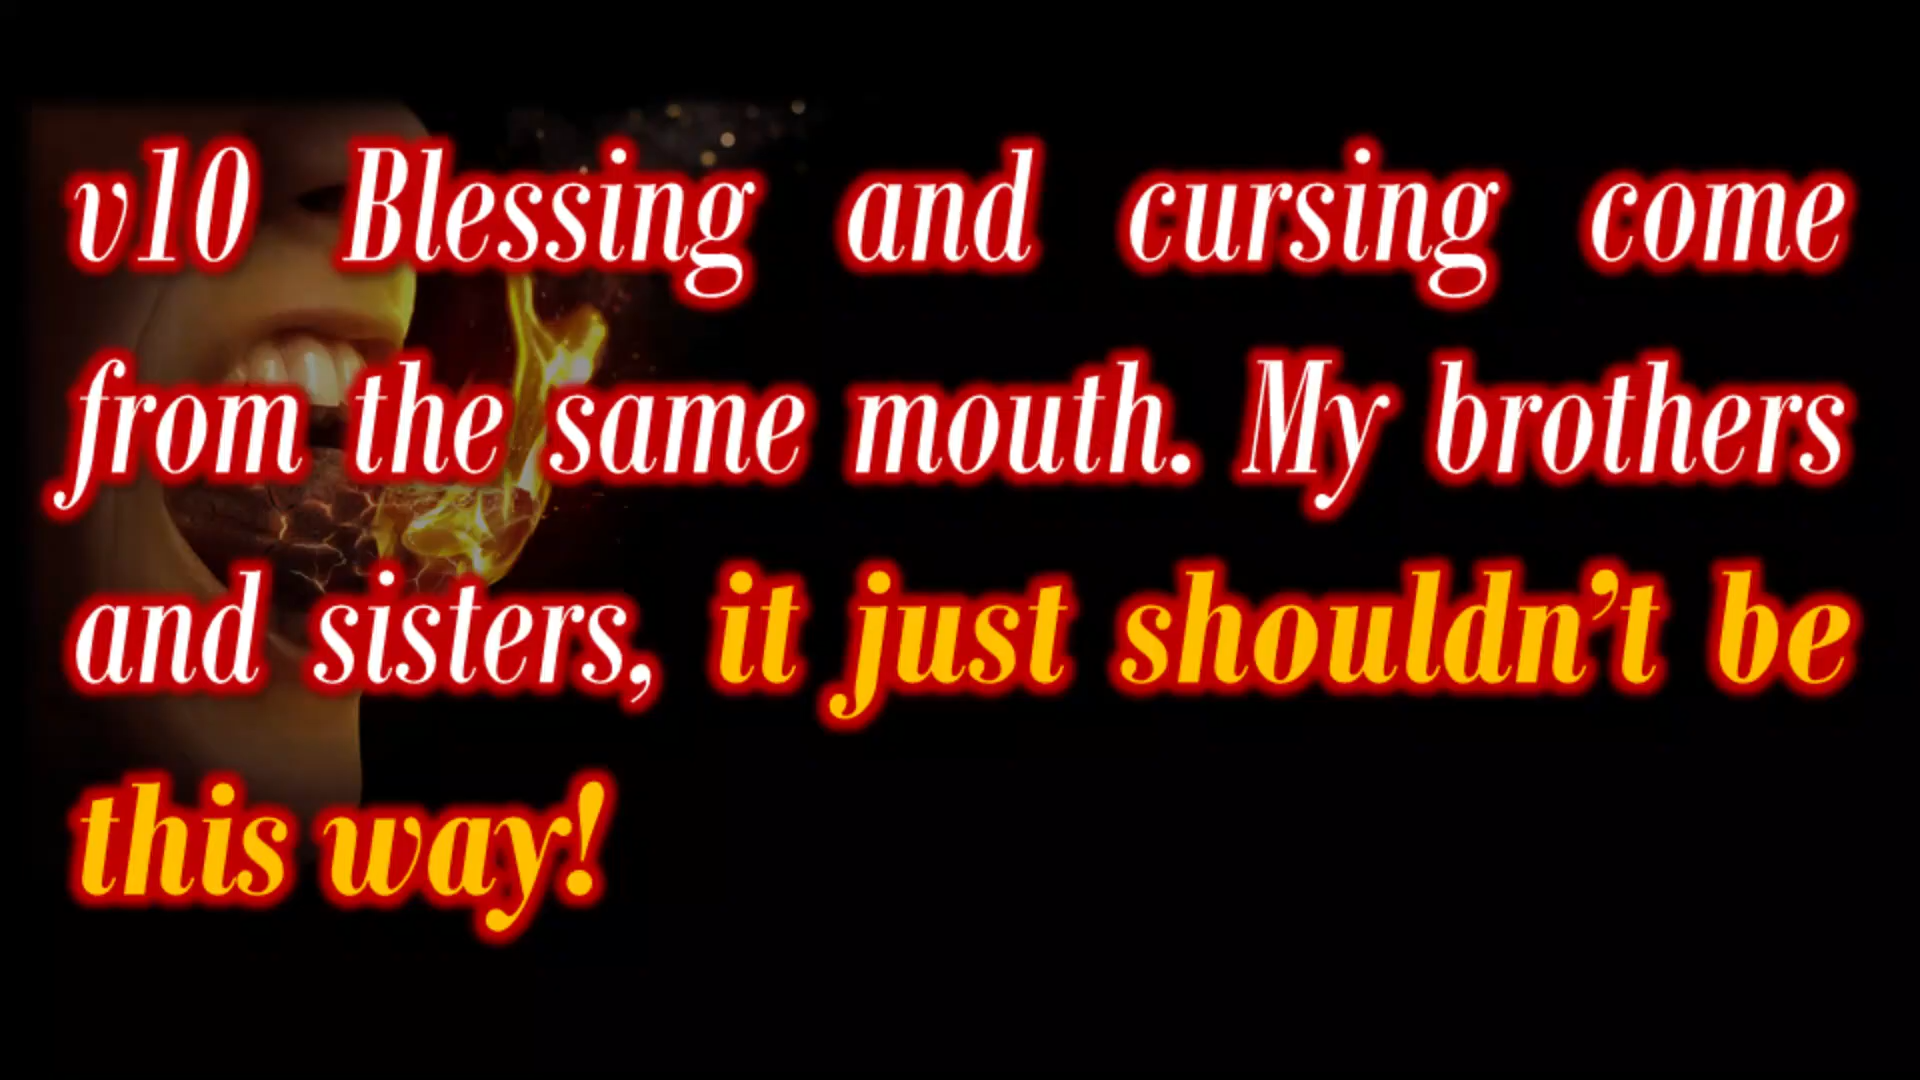 v10 Blessing and cursing come
from the same mouth. My brothers
and sisters, it just shouldn’t be
this way!